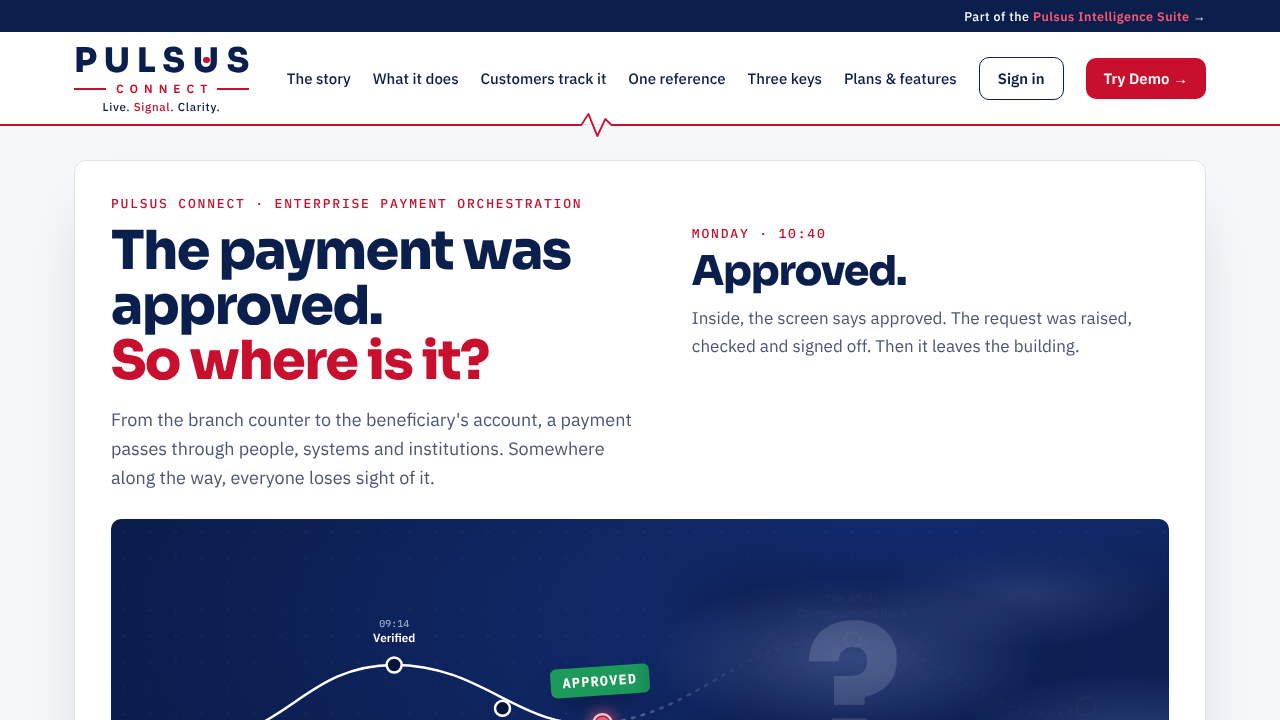 Part of the Pulsus Intelligence Suite →
PULSUS
CONNECT
Live. Signal. Clarity.
The story
What it does
Customers track it
One reference
Three keys
Plans & features
Sign in
Try Demo →
PULSUS CONNECT · ENTERPRISE PAYMENT ORCHESTRATION
The payment was
approved.
So where is it?
From the branch counter to the beneficiary's account, a payment
passes through people, systems and institutions. Somewhere
along the way, everyone loses sight of it.
MONDAY · 10:40
Approved.
Inside, the screen says approved. The request was raised,
checked and signed off. Then it leaves the building.
09:14
Verified
APPROVED
Correspondent bank
?